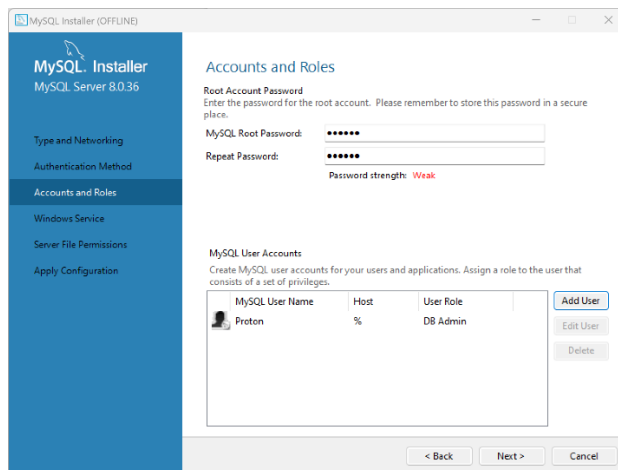 MySQL Installer (OFFLINE)
MySQL. Installer
MySQL Server 8.0.36
Type and Networking
Authentication Method
Accounts and Roles
Windows Service
Server File Permissions
Apply Configuration
Accounts and Roles
Root Account Password
Enter the password for the root account. Please remember to store this password in a secure
place.
MySQL Root Password: ●●●●●●
Repeat Password: ●●●●●●
Password strength: Weak
MySQL User Accounts
Create MySQL user accounts for your users and applications. Assign a role to the user that
consists of a set of privileges.
MySQL User Name Host User Role
Proton % DB Admin
Add User
Edit User
Delete
< Back Next > Cancel